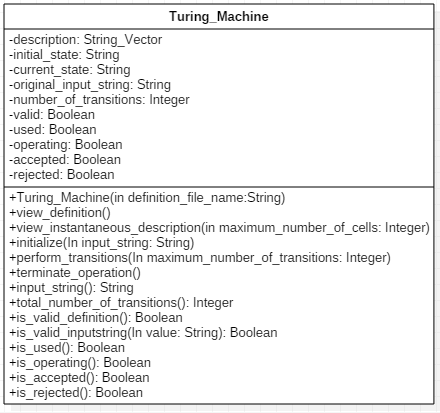 Turing_Machine
-description: String_Vector
-initial_state: String
-current_state: String
-original_input_string: String
-number_of_transitions: Integer
-valid: Boolean
-used: Boolean
-operating: Boolean
-accepted: Boolean
-rejected: Boolean
+Turing_Machine(in definition_file_name:String)
+view_definition()
+view_instantaneous_description(in maximum_number_of_cells: Integer)
+initialize(In input_string: String)
+perform_transitions(In maximum_number_of_transitions: Integer)
+terminate_operation()
+input_string(): String
+total_number_of_transitions(): Integer
+is_valid_definition(): Boolean
+is_valid_inputstring(In value: String): Boolean
+is_used(): Boolean
+is_operating(): Boolean
+is_accepted(): Boolean
+is_rejected(): Boolean